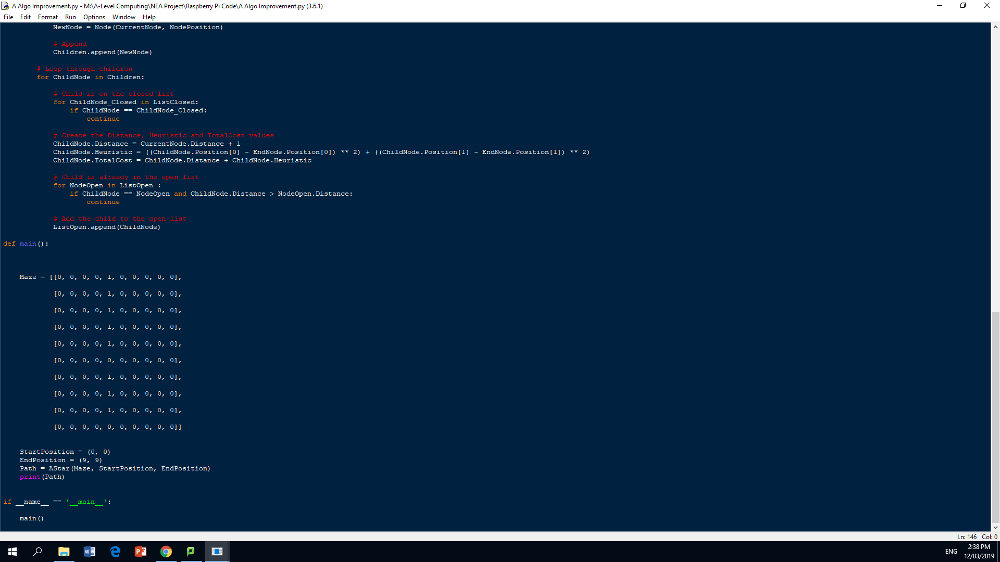 A Algo Improvement.py - M:\A-Level Computing\NEA Project\Raspberry Pi Code\A Algo Improvement.py (3.6.1)
File Edit Format Run Options Window Help
            NewNode = Node(CurrentNode, NodePosition)
            # Append
            Children.append(NewNode)
        # Loop through children
        for ChildNode in Children:
            # Child is on the closed list
            for ChildNode_Closed in ListClosed:
                if ChildNode == ChildNode_Closed:
                    continue
            # Create the Distance, Heuristic and TotalCost values
            ChildNode.Distance = CurrentNode.Distance + 1
            ChildNode.Heuristic = ((ChildNode.Position[0] - EndNode.Position[0]) ** 2) + ((ChildNode.Position[1] - EndNode.Position[1]) ** 2)
            ChildNode.TotalCost = ChildNode.Distance + ChildNode.Heuristic
            # Child is already in the open list
            for NodeOpen in ListOpen :
                if ChildNode == NodeOpen and ChildNode.Distance > NodeOpen.Distance:
                    continue
            # Add the child to the open list
            ListOpen.append(ChildNode)
def main():
    Maze = [[0, 0, 0, 0, 1, 0, 0, 0, 0, 0],
            [0, 0, 0, 0, 1, 0, 0, 0, 0, 0],
            [0, 0, 0, 0, 1, 0, 0, 0, 0, 0],
            [0, 0, 0, 0, 1, 0, 0, 0, 0, 0],
            [0, 0, 0, 0, 1, 0, 0, 0, 0, 0],
            [0, 0, 0, 0, 0, 0, 0, 0, 0, 0],
            [0, 0, 0, 0, 1, 0, 0, 0, 0, 0],
            [0, 0, 0, 0, 1, 0, 0, 0, 0, 0],
            [0, 0, 0, 0, 1, 0, 0, 0, 0, 0],
            [0, 0, 0, 0, 0, 0, 0, 0, 0, 0]]
    StartPosition = (0, 0)
    EndPosition = (9, 9)
    Path = AStar(Maze, StartPosition, EndPosition)
    print(Path)
if __name__ == '__main__':
    main()
Ln: 146 Col: 0
ENG
2:38 PM
12/03/2019